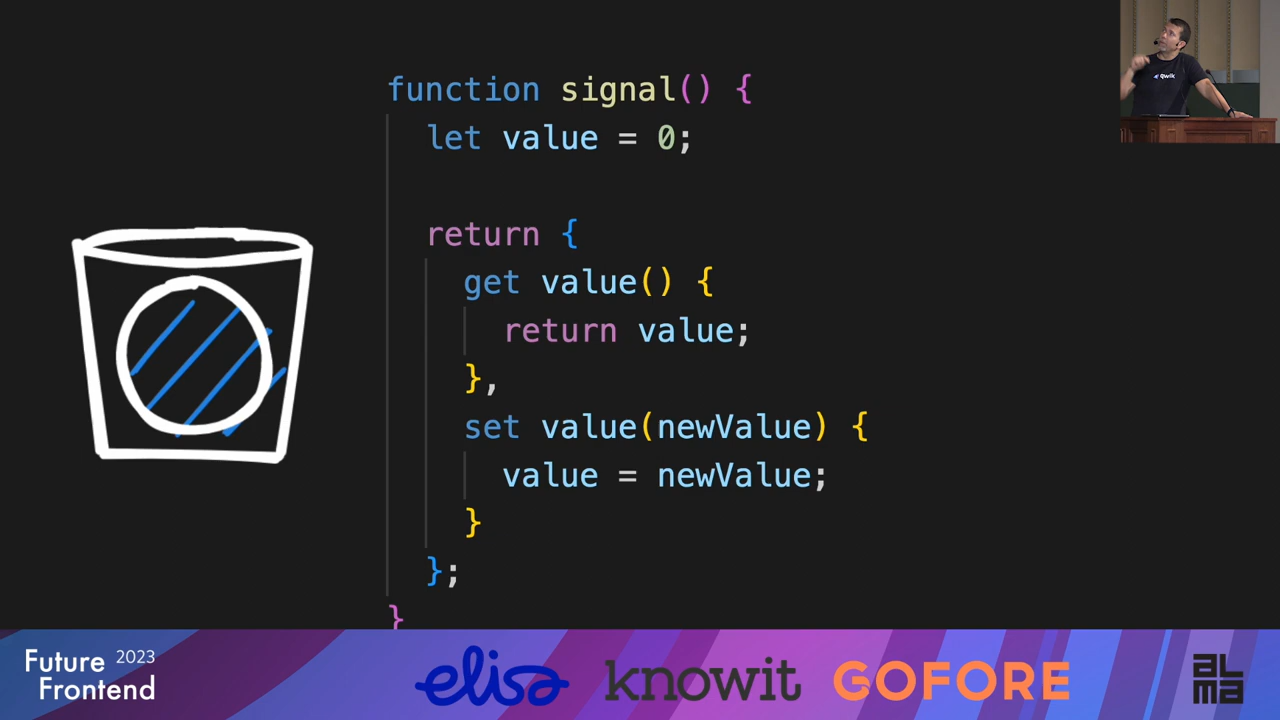 function signal() {
let value = 0;
return {
get value() {
return value;
},
set value(newValue) {
value = newValue;
}
};
}
qwik
Future 2023
Frontend
elisa
knowit
GOFORE
ALMA